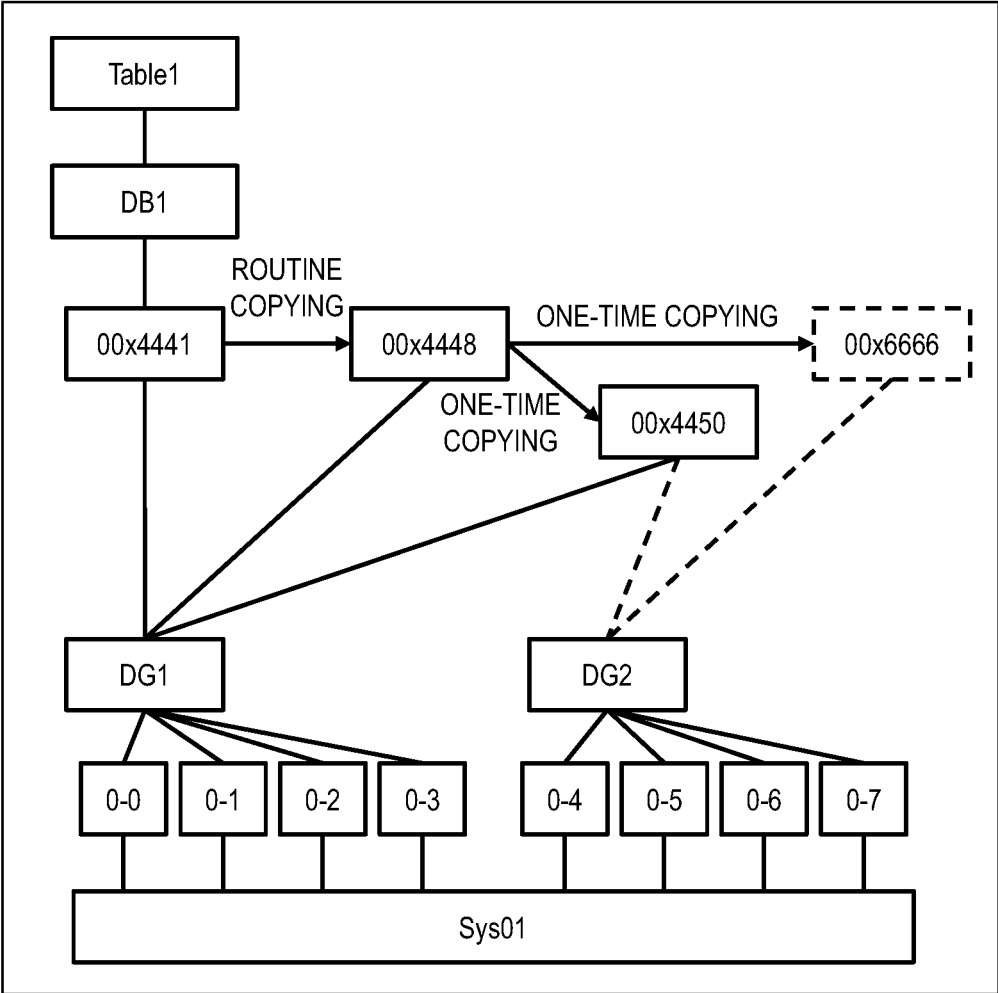 Table1
DB1
ROUTINE
COPYING
ONE-TIME COPYING
00x4441
00x4448
00x6666
ONE-TIME
COPYING
00x4450
DG1
DG2
0-0
0-1
0-2
0-3
0-4
0-5
0-6
0-7
Sys01